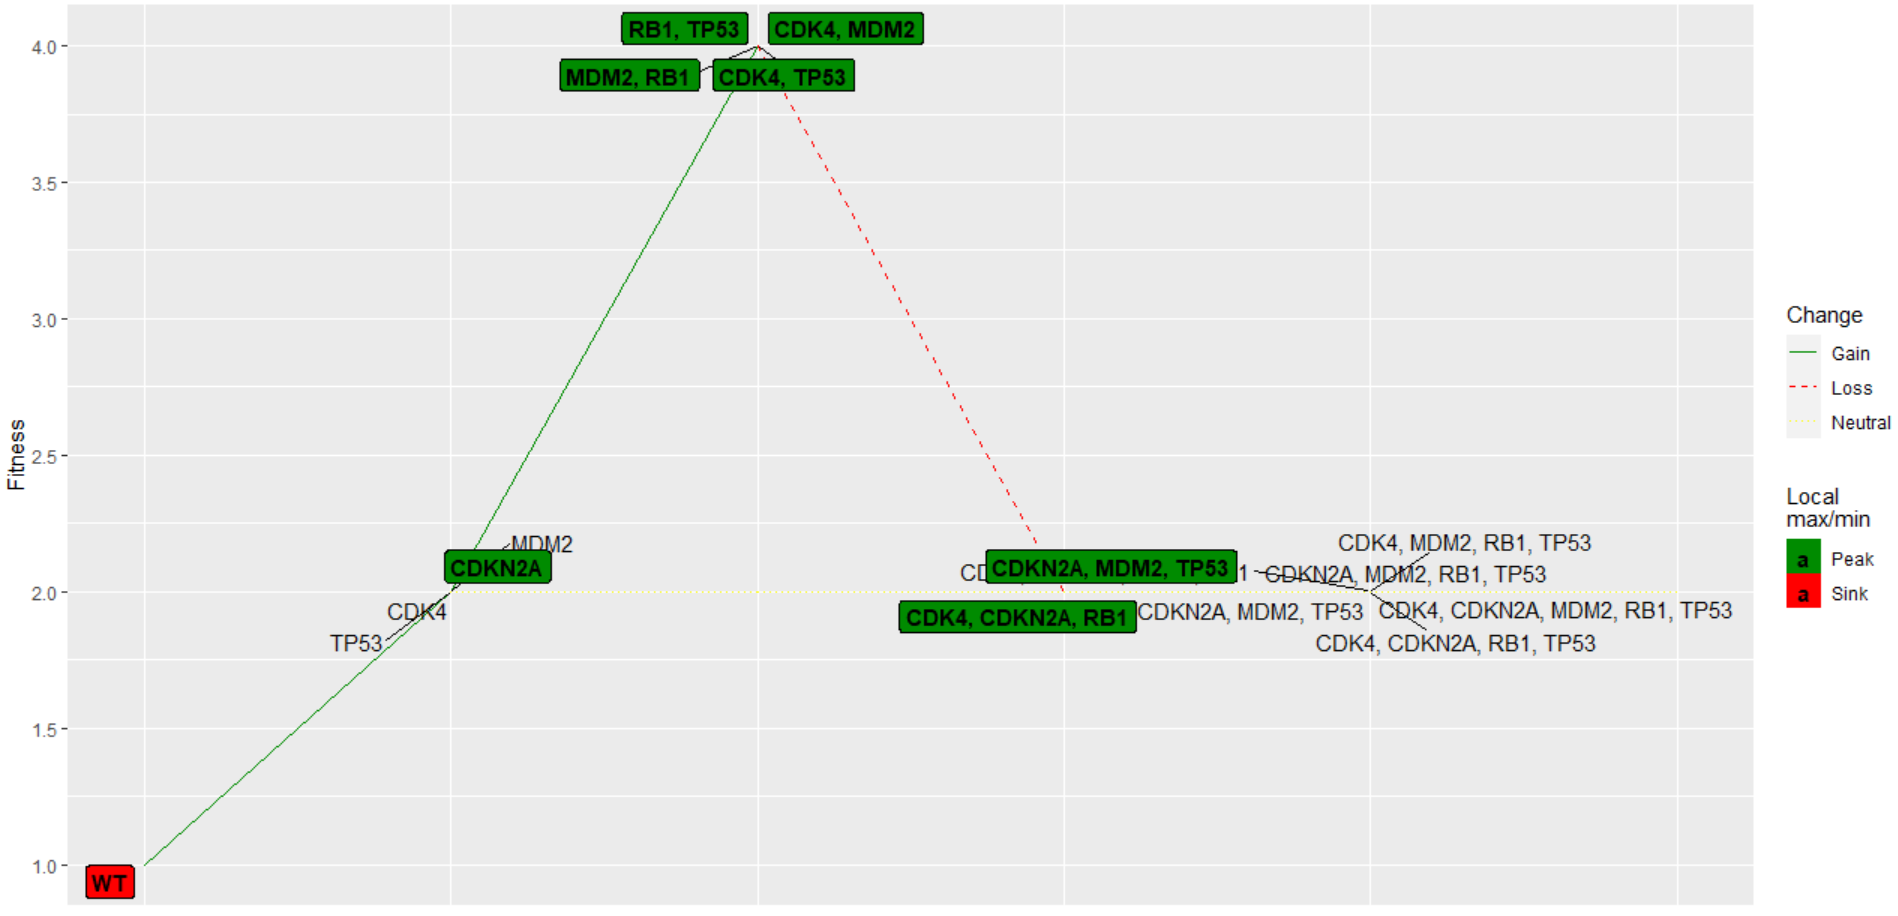 RB1, TP53
CDK4, MDM2
4.0
MDM2, RB1
CDK4, TP53
3.5
3.0
Change
Gain
Loss
Neutral
2.5
Fitness
Local
max/min
a Peak
a Sink
MDM2
CDKN2A
CDKN2A, MDM2, TP53
CDK4, MDM2, RB1, TP53
CDKN2A, MDM2, RB1, TP53
2.0
CDK4
CDK4, CDKN2A, RB1
CDKN2A, MDM2, TP53
CDK4, CDKN2A, MDM2, RB1, TP53
TP53
CDK4, CDKN2A, RB1, TP53
1.5
1.0
WT